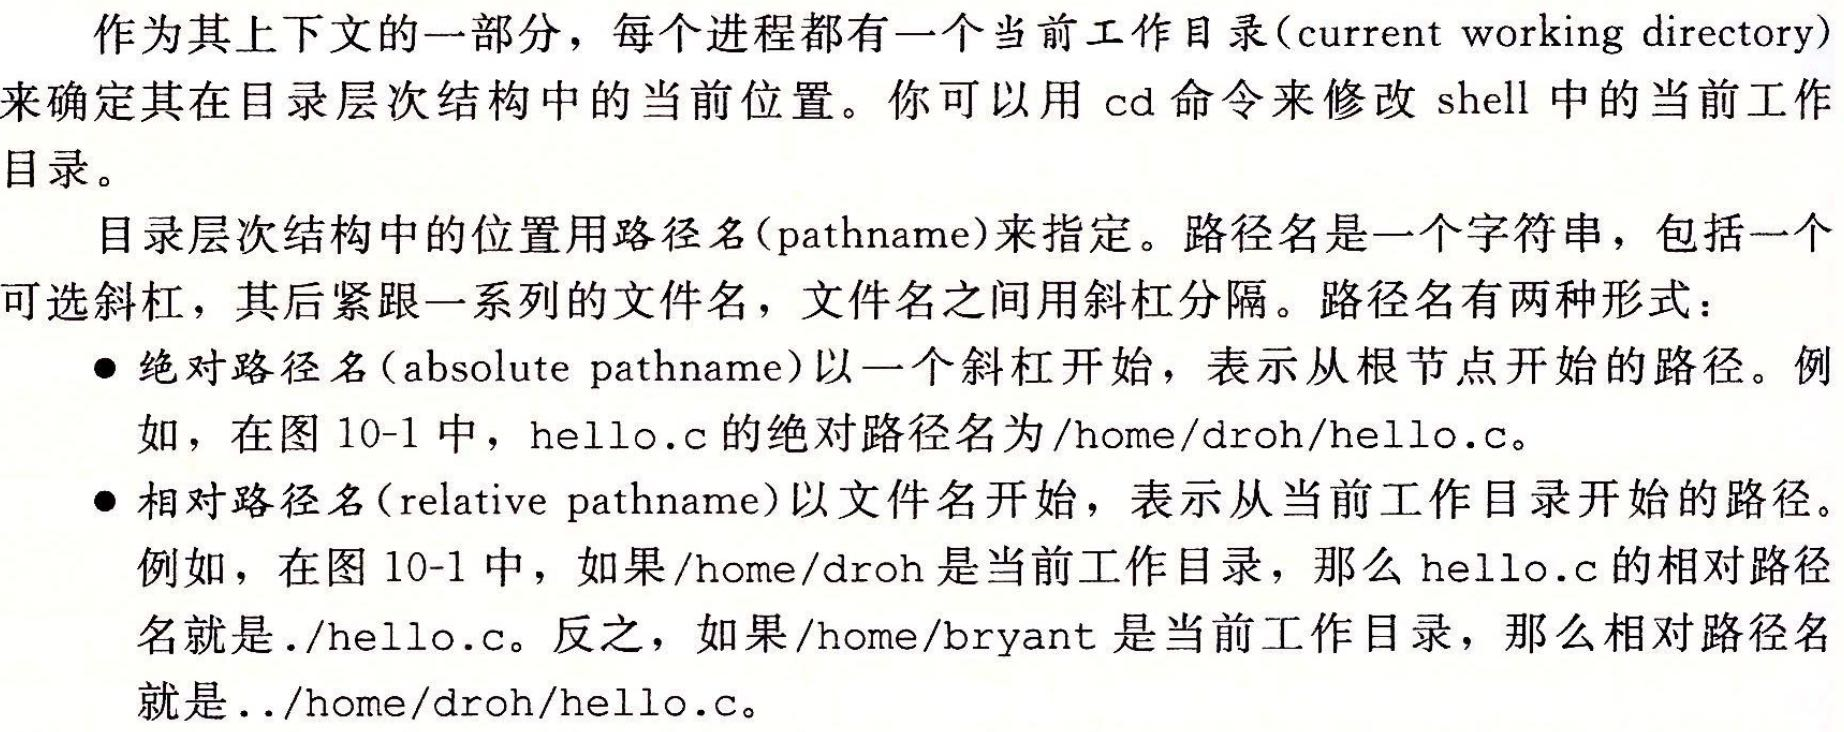 作为其上下文的一部分，每个进程都有一个当前工作目录(current working directory)
来确定其在目录层次结构中的当前位置。你可以用 cd 命令来修改 shell 中的当前工作
目录。
目录层次结构中的位置用路径名(pathname)来指定。路径名是一个字符串，包括一个
可选斜杠，其后紧跟一系列的文件名，文件名之间用斜杠分隔。路径名有两种形式：
● 绝对路径名(absolute pathname)以一个斜杠开始，表示从根节点开始的路径。例
如，在图 10-1 中，hello.c 的绝对路径名为/home/droh/hello.c。
● 相对路径名(relative pathname)以文件名开始，表示从当前工作目录开始的路径。
例如，在图 10-1 中，如果/home/droh 是当前工作目录，那么 hello.c 的相对路径
名就是./hello.c。反之，如果/home/bryant 是当前工作目录，那么相对路径名
就是../home/droh/hello.c。